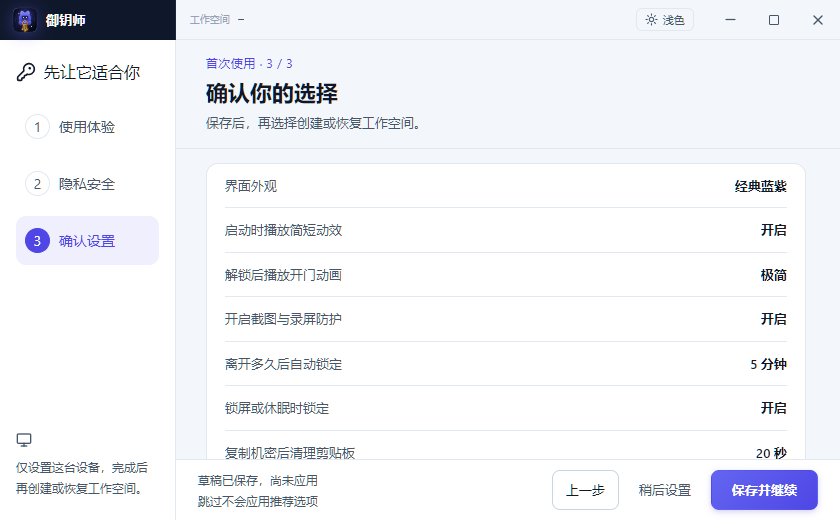 御钥师
工作空间 –
浅色
先让它适合你
1 使用体验
2 隐私安全
3 确认设置
仅设置这台设备，完成后
再创建或恢复工作空间。
首次使用 · 3 / 3
确认你的选择
保存后，再选择创建或恢复工作空间。
界面外观 经典蓝紫
启动时播放简短动效 开启
解锁后播放开门动画 极简
开启截图与录屏防护 开启
离开多久后自动锁定 5 分钟
锁屏或休眠时锁定 开启
复制机密后清理剪贴板 20 秒
草稿已保存，尚未应用
跳过不会应用推荐选项
上一步
稍后设置
保存并继续